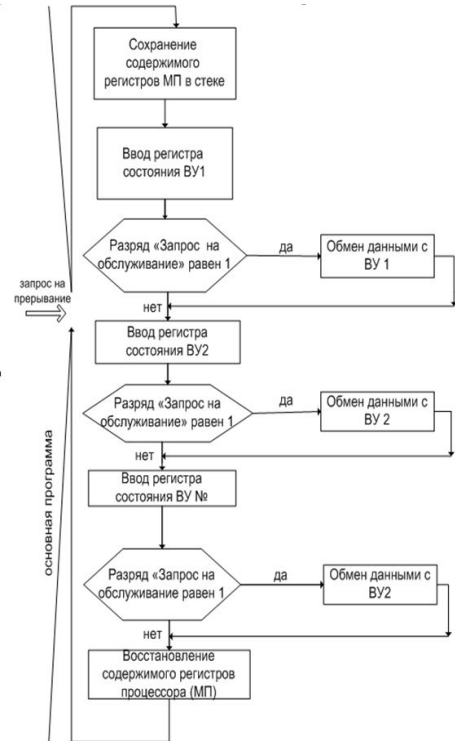 Сохранение
содержимого
регистров МП в стеке
Ввод регистра
состояния ВУ1
Разряд «Запрос на
обслуживание» равен 1
да
Обмен данными с
ВУ 1
запрос на
прерывание
нет
Ввод регистра
состояния ВУ2
Разряд «Запрос на
обслуживание» равен 1
да
Обмен данными с
ВУ 2
нет
Ввод регистра
состояния ВУ №
основная программа
Разряд «Запрос на
обслуживание равен 1
да
Обмен данными с
ВУ2
нет
Восстановление
содержимого регистров
процессора (МП)